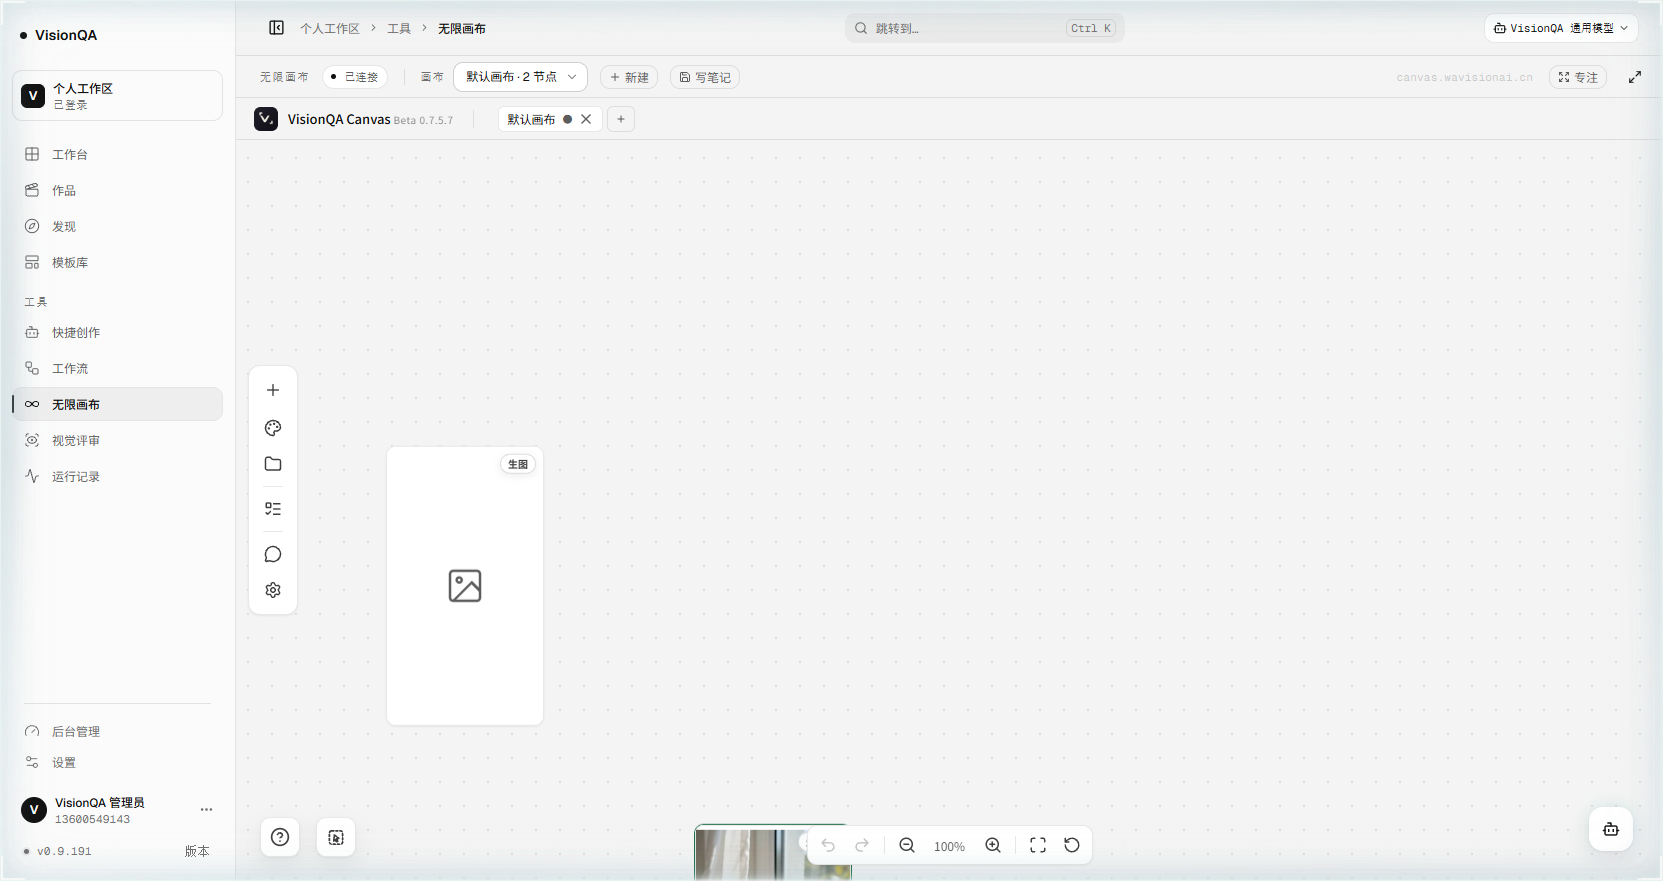 VisionQA
V
个人工作区
已登录
工作台
作品
发现
模板库
工具
快捷创作
工作流
无限画布
视觉评审
运行记录
后台管理
设置
V
VisionQA 管理员
13600549143
v0.9.191
版本
个人工作区
工具
无限画布
跳转到…
Ctrl K
VisionQA 通用模型
无限画布
已连接
画布
默认画布 · 2 节点
新建
写笔记
canvas.wavisionai.cn
专注
VisionQA Canvas Beta 0.7.5.7
默认画布
生图
100%